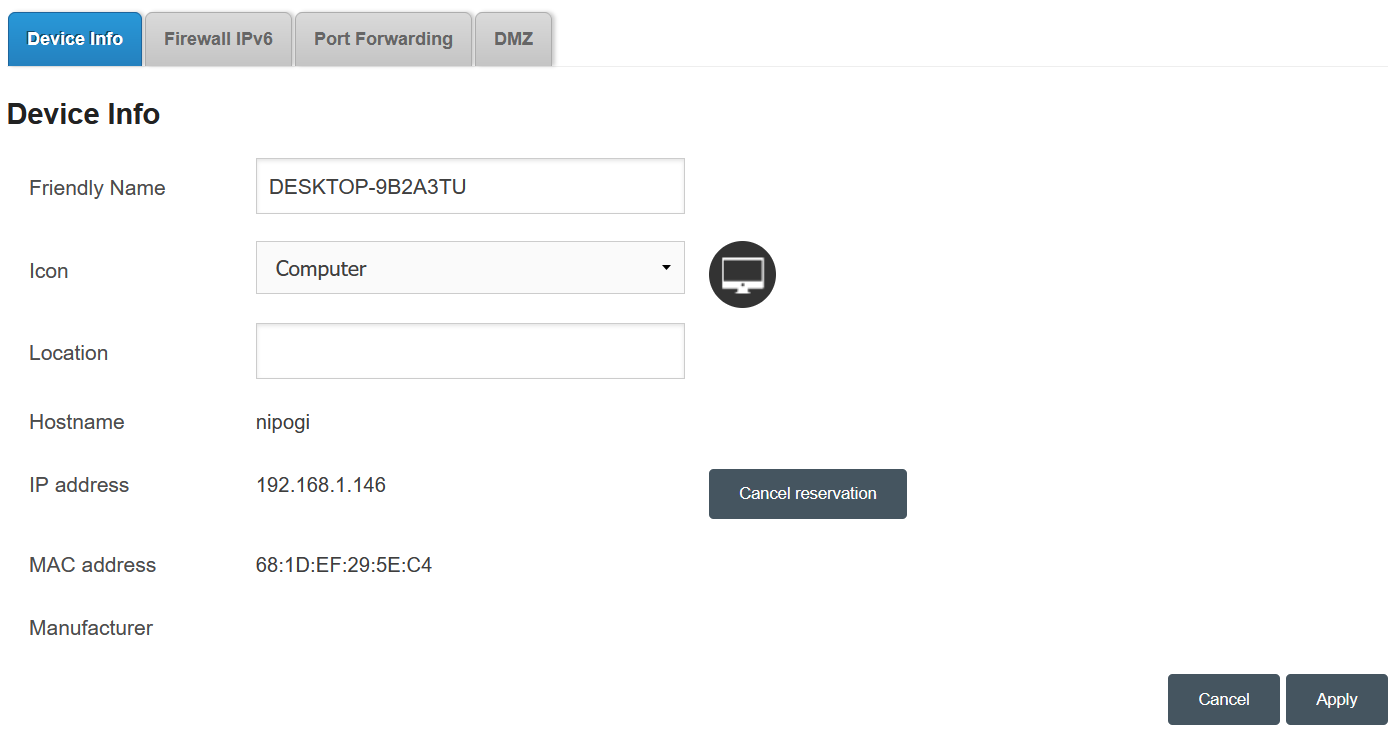 Device Info Firewall IPv6 Port Forwarding DMZ
Device Info
Friendly Name DESKTOP-9B2A3TU
Icon Computer
Location
Hostname nipogi
IP address 192.168.1.146 Cancel reservation
MAC address 68:1D:EF:29:5E:C4
Manufacturer
Cancel Apply